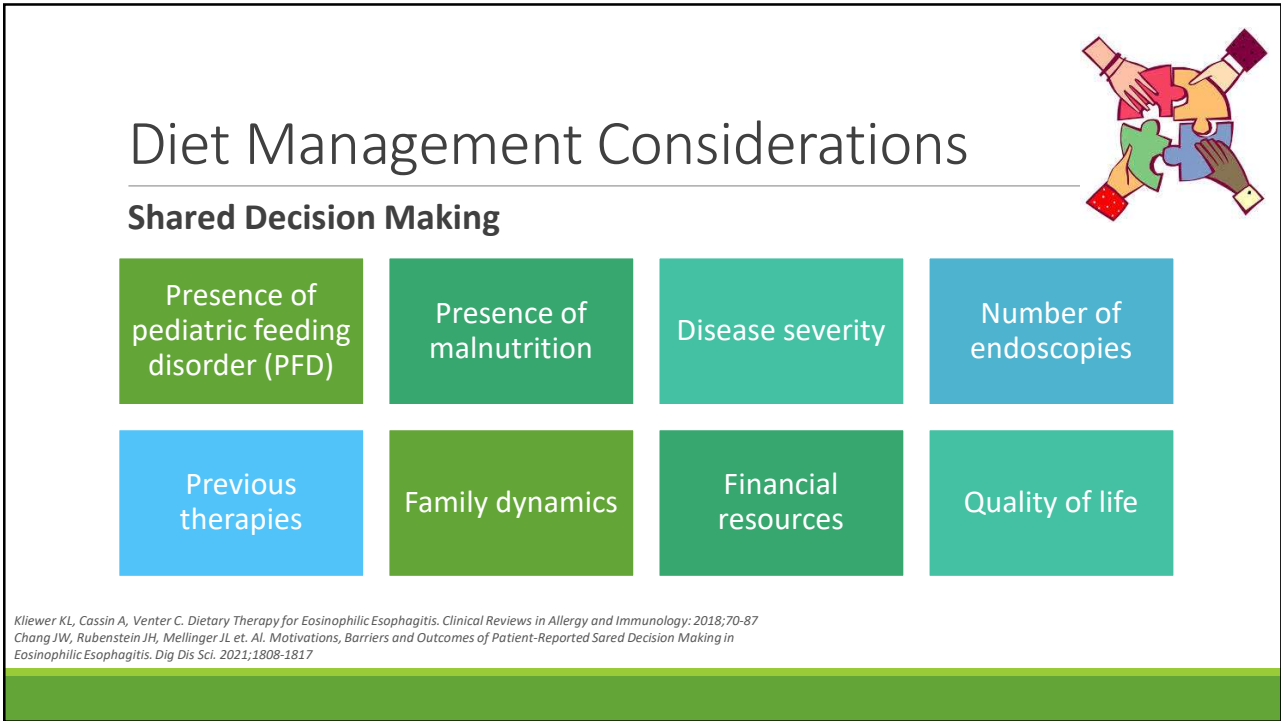 Diet Management Considerations
Shared Decision Making
Presence of
pediatric feeding
disorder (PFD)
Presence of
malnutrition
Disease severity
Number of
endoscopies
Previous
therapies
Family dynamics
Financial
resources
Quality of life
Kliewer KL, Cassin A, Venter C. Dietary Therapy for Eosinophilic Esophagitis. Clinical Reviews in Allergy and Immunology: 2018;70-87
Chang JW, Rubenstein JH, Mellinger JL et. Al. Motivations, Barriers and Outcomes of Patient-Reported Sared Decision Making in
Eosinophilic Esophagitis. Dig Dis Sci. 2021;1808-1817